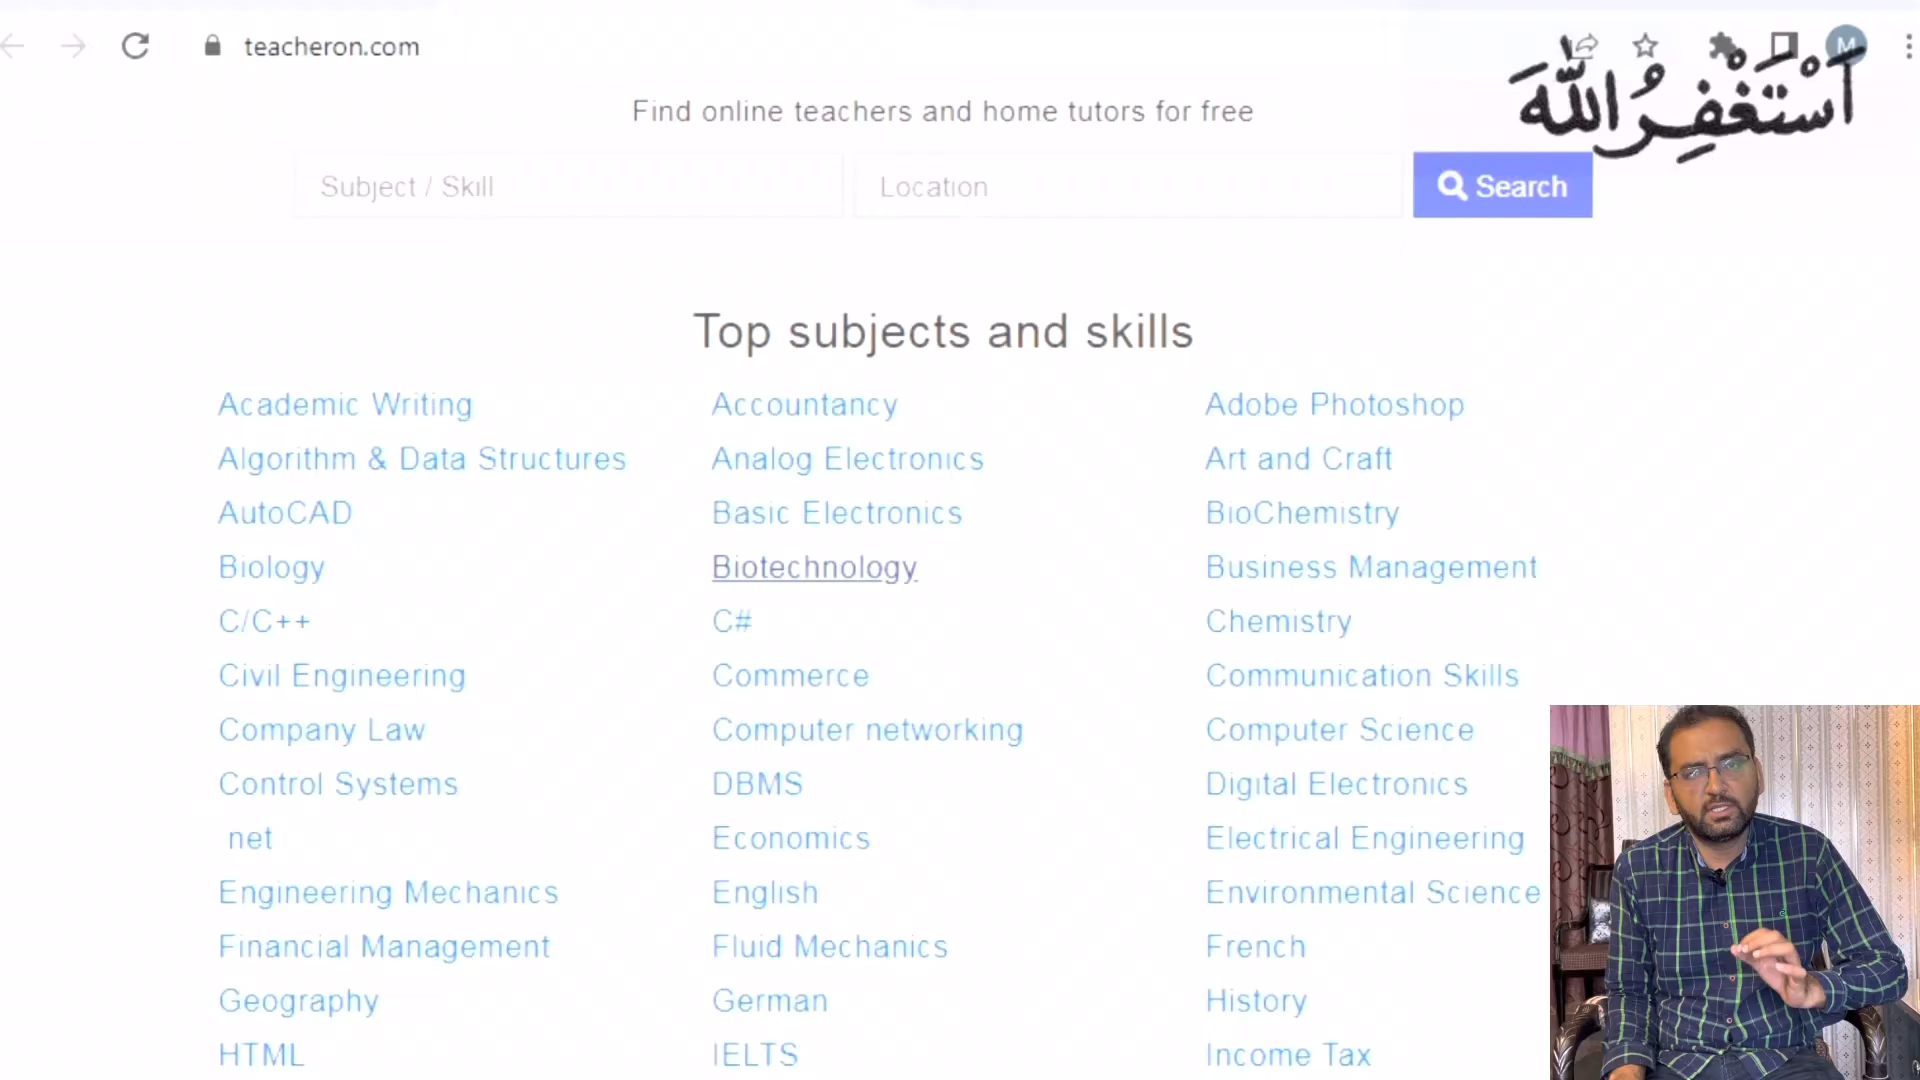 teacheron.com
M
أَسْتَغْفِرُ اللّٰهَ
Find online teachers and home tutors for free
Subject / Skill
Location
Search
Top subjects and skills
Academic Writing
Accountancy
Adobe Photoshop
Algorithm & Data Structures
Analog Electronics
Art and Craft
AutoCAD
Basic Electronics
BioChemistry
Biology
Biotechnology
Business Management
C/C++
C#
Chemistry
Civil Engineering
Commerce
Communication Skills
Company Law
Computer networking
Computer Science
Control Systems
DBMS
Digital Electronics
net
Economics
Electrical Engineering
Engineering Mechanics
English
Environmental Science
Financial Management
Fluid Mechanics
French
Geography
German
History
HTML
IELTS
Income Tax